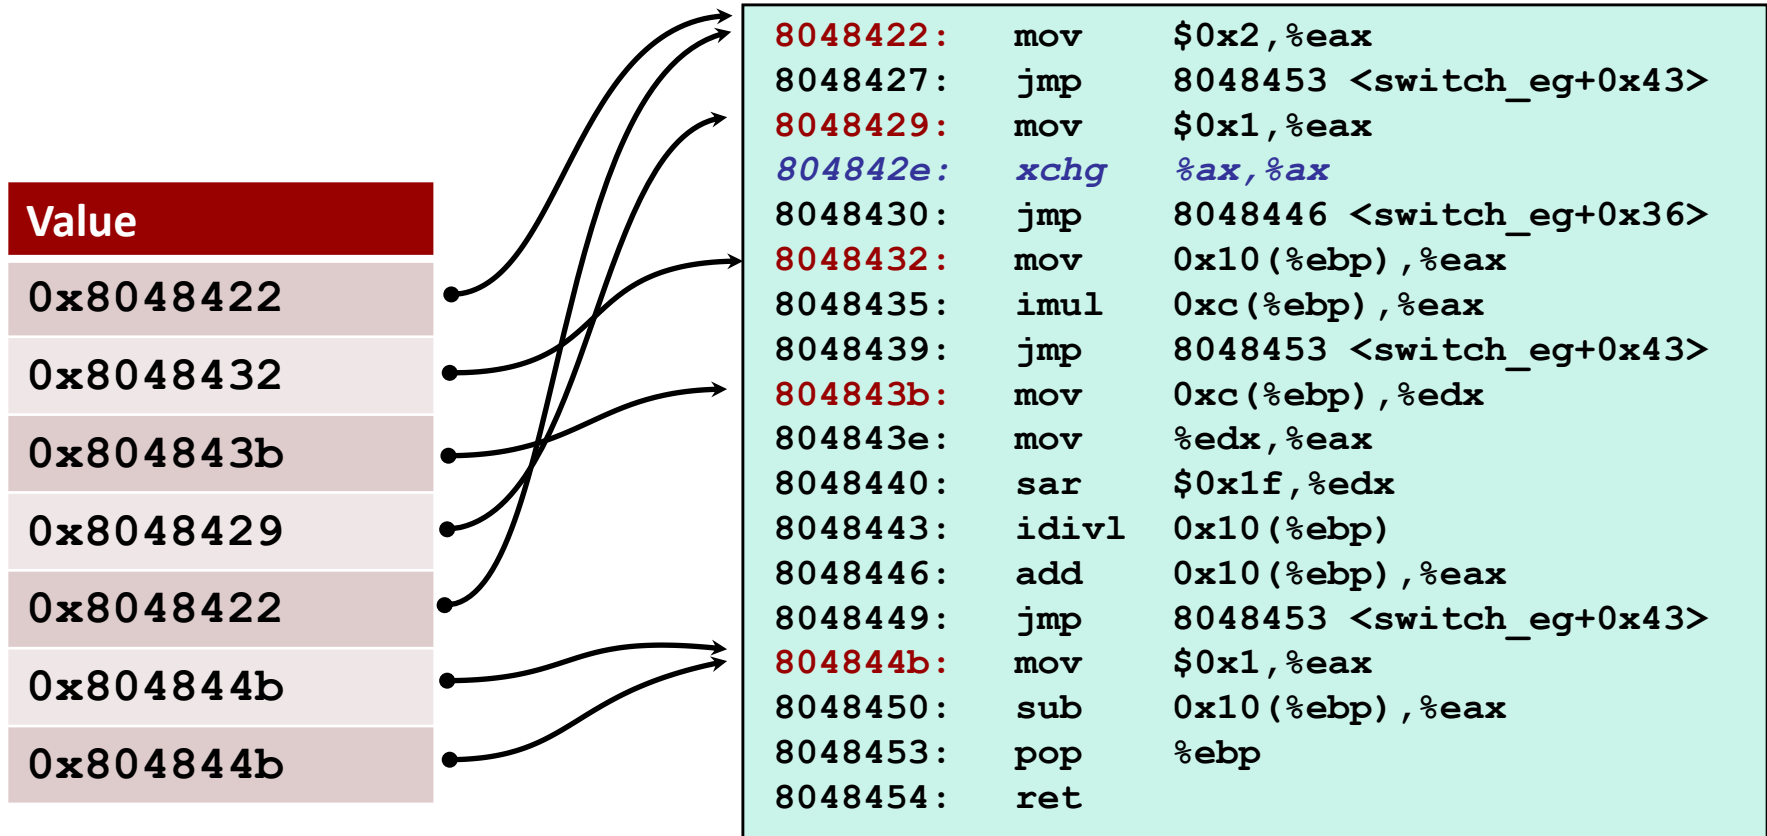 Value
0x8048422
0x8048432
0x804843b
0x8048429
0x8048422
0x804844b
0x804844b
8048422: mov $0x2,%eax
8048427: jmp 8048453 <switch_eg+0x43>
8048429: mov $0x1,%eax
804842e: xchg %ax,%ax
8048430: jmp 8048446 <switch_eg+0x36>
8048432: mov 0x10(%ebp),%eax
8048435: imul 0xc(%ebp),%eax
8048439: jmp 8048453 <switch_eg+0x43>
804843b: mov 0xc(%ebp),%edx
804843e: mov %edx,%eax
8048440: sar $0x1f,%edx
8048443: idivl 0x10(%ebp)
8048446: add 0x10(%ebp),%eax
8048449: jmp 8048453 <switch_eg+0x43>
804844b: mov $0x1,%eax
8048450: sub 0x10(%ebp),%eax
8048453: pop %ebp
8048454: ret